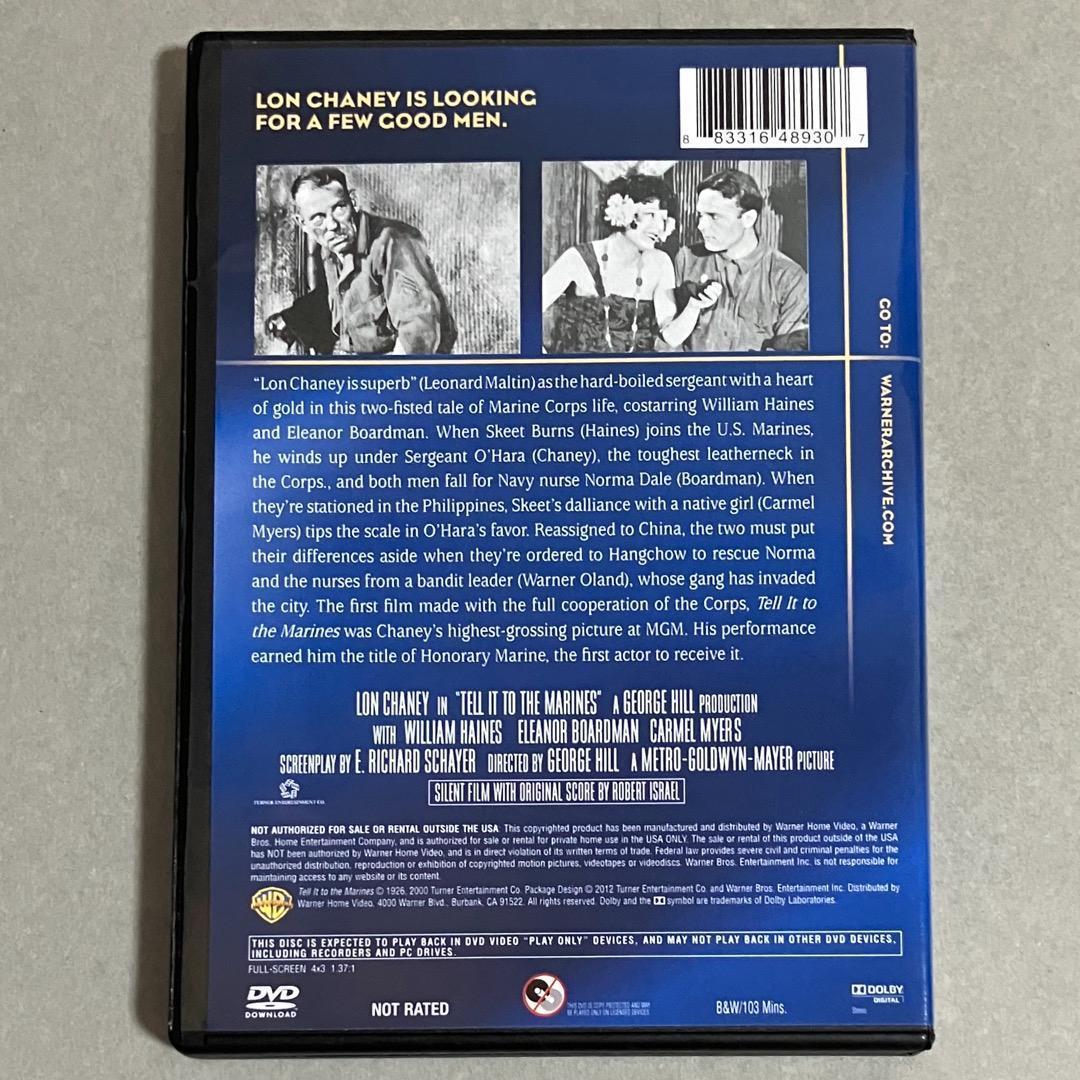 LON CHANEY IS LOOKING
FOR A FEW GOOD MEN.
8 83316 48930 7
GO TO: WARNERARCHIVE.COM
“Lon Chaney is superb” (Leonard Maltin) as the hard-boiled sergeant with a heart
of gold in this two-fisted tale of Marine Corps life, costarring William Haines
and Eleanor Boardman. When Skeet Burns (Haines) joins the U.S. Marines,
he winds up under Sergeant O’Hara (Chaney), the toughest leatherneck in
the Corps., and both men fall for Navy nurse Norma Dale (Boardman). When
they’re stationed in the Philippines, Skeet’s dalliance with a native girl (Carmel
Myers) tips the scale in O’Hara’s favor. Reassigned to China, the two must put
their differences aside when they’re ordered to Hangchow to rescue Norma
and the nurses from a bandit leader (Warner Oland), whose gang has invaded
the city. The first film made with the full cooperation of the Corps, Tell It to
the Marines was Chaney’s highest-grossing picture at MGM. His performance
earned him the title of Honorary Marine, the first actor to receive it.
LON CHANEY IN "TELL IT TO THE MARINES" A GEORGE HILL PRODUCTION
WITH WILLIAM HAINES ELEANOR BOARDMAN CARMEL MYERS
SCREENPLAY BY E. RICHARD SCHAYER DIRECTED BY GEORGE HILL A METRO-GOLDWYN-MAYER PICTURE
TURNER ENTERTAINMENT CO.
SILENT FILM WITH ORIGINAL SCORE BY ROBERT ISRAEL
NOT AUTHORIZED FOR SALE OR RENTAL OUTSIDE THE USA This copyrighted product has been manufactured and distributed by Warner Home Video, a Warner
Bros. Home Entertainment Company, and is authorized for sale or rental for private home use in the USA ONLY. The sale or rental of this product outside of the USA
has NOT been authorized by Warner Home Video, and is in direct violation of its written terms of trade. Federal law provides severe civil and criminal penalties for the
unauthorized distribution, reproduction or exhibition of copyrighted motion pictures, videotapes or videodiscs. Warner Bros. Entertainment Inc. is not responsible for
maintaining access to any website or its content.
Tell It to the Marines © 1926, 2000 Turner Entertainment Co. Package Design © 2012 Turner Entertainment Co. and Warner Bros. Entertainment Inc. Distributed by
Warner Home Video, 4000 Warner Blvd., Burbank, CA 91522. All rights reserved. Dolby and the DD symbol are trademarks of Dolby Laboratories.
THIS DISC IS EXPECTED TO PLAY BACK IN DVD VIDEO "PLAY ONLY" DEVICES, AND MAY NOT PLAY BACK IN OTHER DVD DEVICES,
INCLUDING RECORDERS AND PC DRIVES.
FULL-SCREEN 4x3 1.37:1
DVD
DOWNLOAD
NOT RATED
THIS DVD IS COPY PROTECTED AND MAY
BE PLAYED ONLY ON LICENSED DEVICES
B&W/103 Mins.
DOLBY
DIGITAL
Stereo